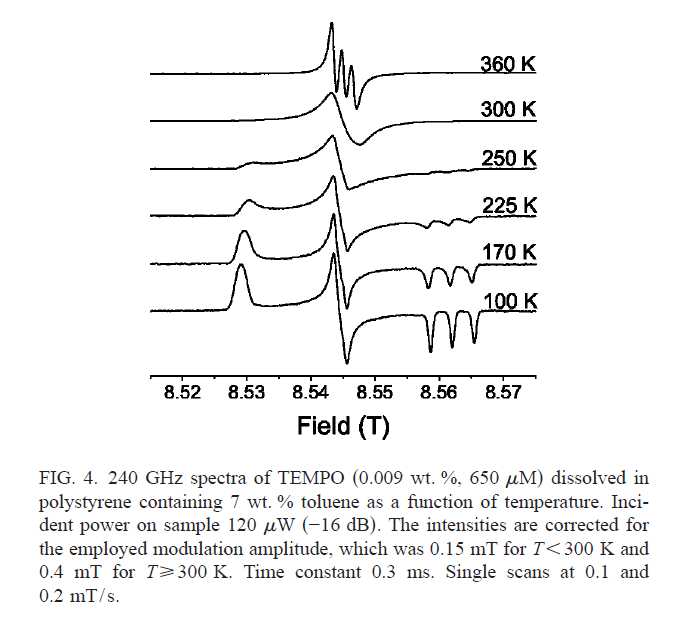 360 K
300 K
250 K
225 K
170 K
100 K
8.52 8.53 8.54 8.55 8.56 8.57
Field (T)
FIG. 4. 240 GHz spectra of TEMPO (0.009 wt. %, 650 μM) dissolved in
polystyrene containing 7 wt. % toluene as a function of temperature. Inci-
dent power on sample 120 μW (−16 dB). The intensities are corrected for
the employed modulation amplitude, which was 0.15 mT for T<300 K and
0.4 mT for T⩾300 K. Time constant 0.3 ms. Single scans at 0.1 and
0.2 mT/s.